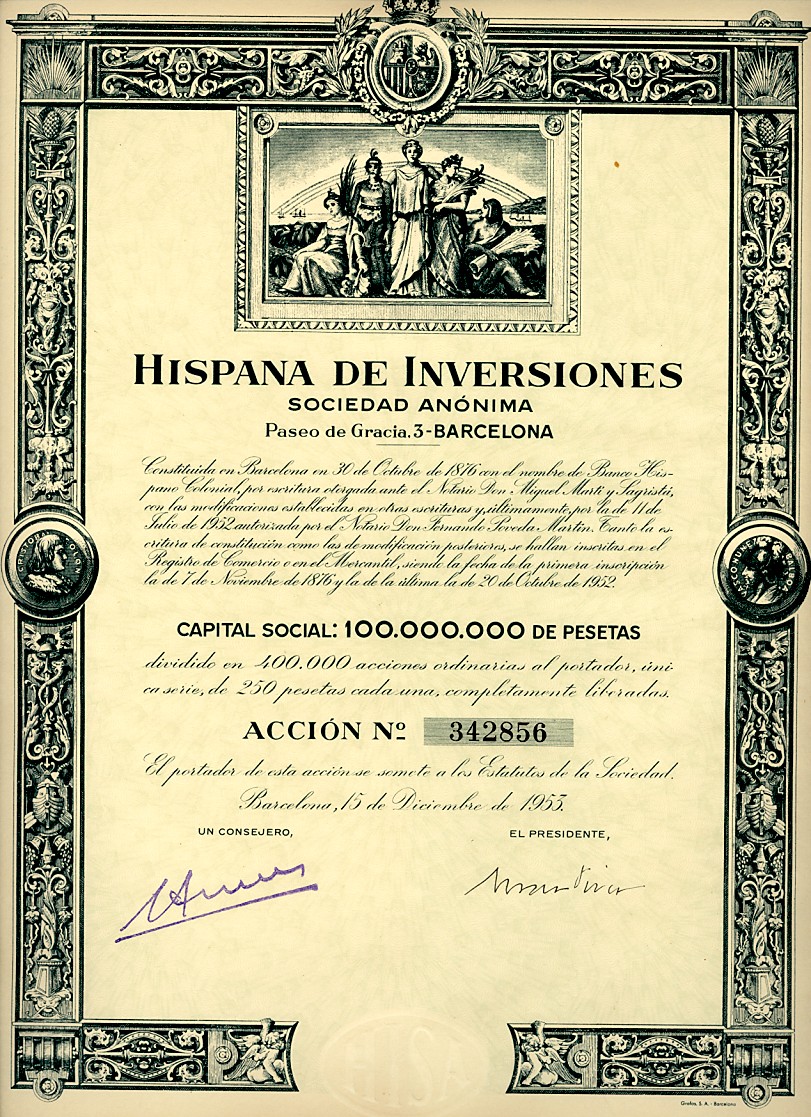 HISPANA DE INVERSIONES
SOCIEDAD ANÓNIMA
Paseo de Gracia, 3-BARCELONA
Constituida en Barcelona en 30 de Octubre de 1876 con el nombre de Banco His-
pano Colonial, por escritura otorgada ante el Notario Don Miguel Martí y Sagristá,
con las modificaciones establecidas en otras escrituras y, últimamente, por la de 11 de
Julio de 1952 autorizada por el Notario Don Fernando Poveda Martín. Tanto la es-
critura de constitución como las de modificación posteriores, se hallan inscritas en el
Registro de Comercio o en el Mercantil, siendo la fecha de la primera inscripción
la de 7 de Noviembre de 1876 y la de la última la de 20 de Octubre de 1952.
CRISTOBAL COLON
VASCO NUÑEZ BALBOA
CAPITAL SOCIAL: 100.000.000 DE PESETAS
dividido en 400.000 acciones ordinarias al portador, úni-
ca serie, de 250 pesetas cada una, completamente liberadas.
ACCIÓN Nº 342856
El portador de esta acción se somete a los Estatutos de la Sociedad.
Barcelona, 15 de Diciembre de 1953.
UN CONSEJERO,
EL PRESIDENTE,
Grafos, S. A. - Barcelona